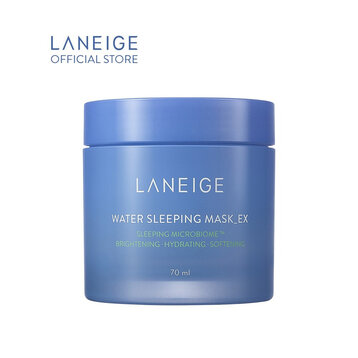 LANEIGE
OFFICIAL STORE
LANEIGE
WATER SLEEPING MASK_EX
SLEEPING MICROBIOME™
BRIGHTENING·HYDRATING·SOFTENING
70 ml